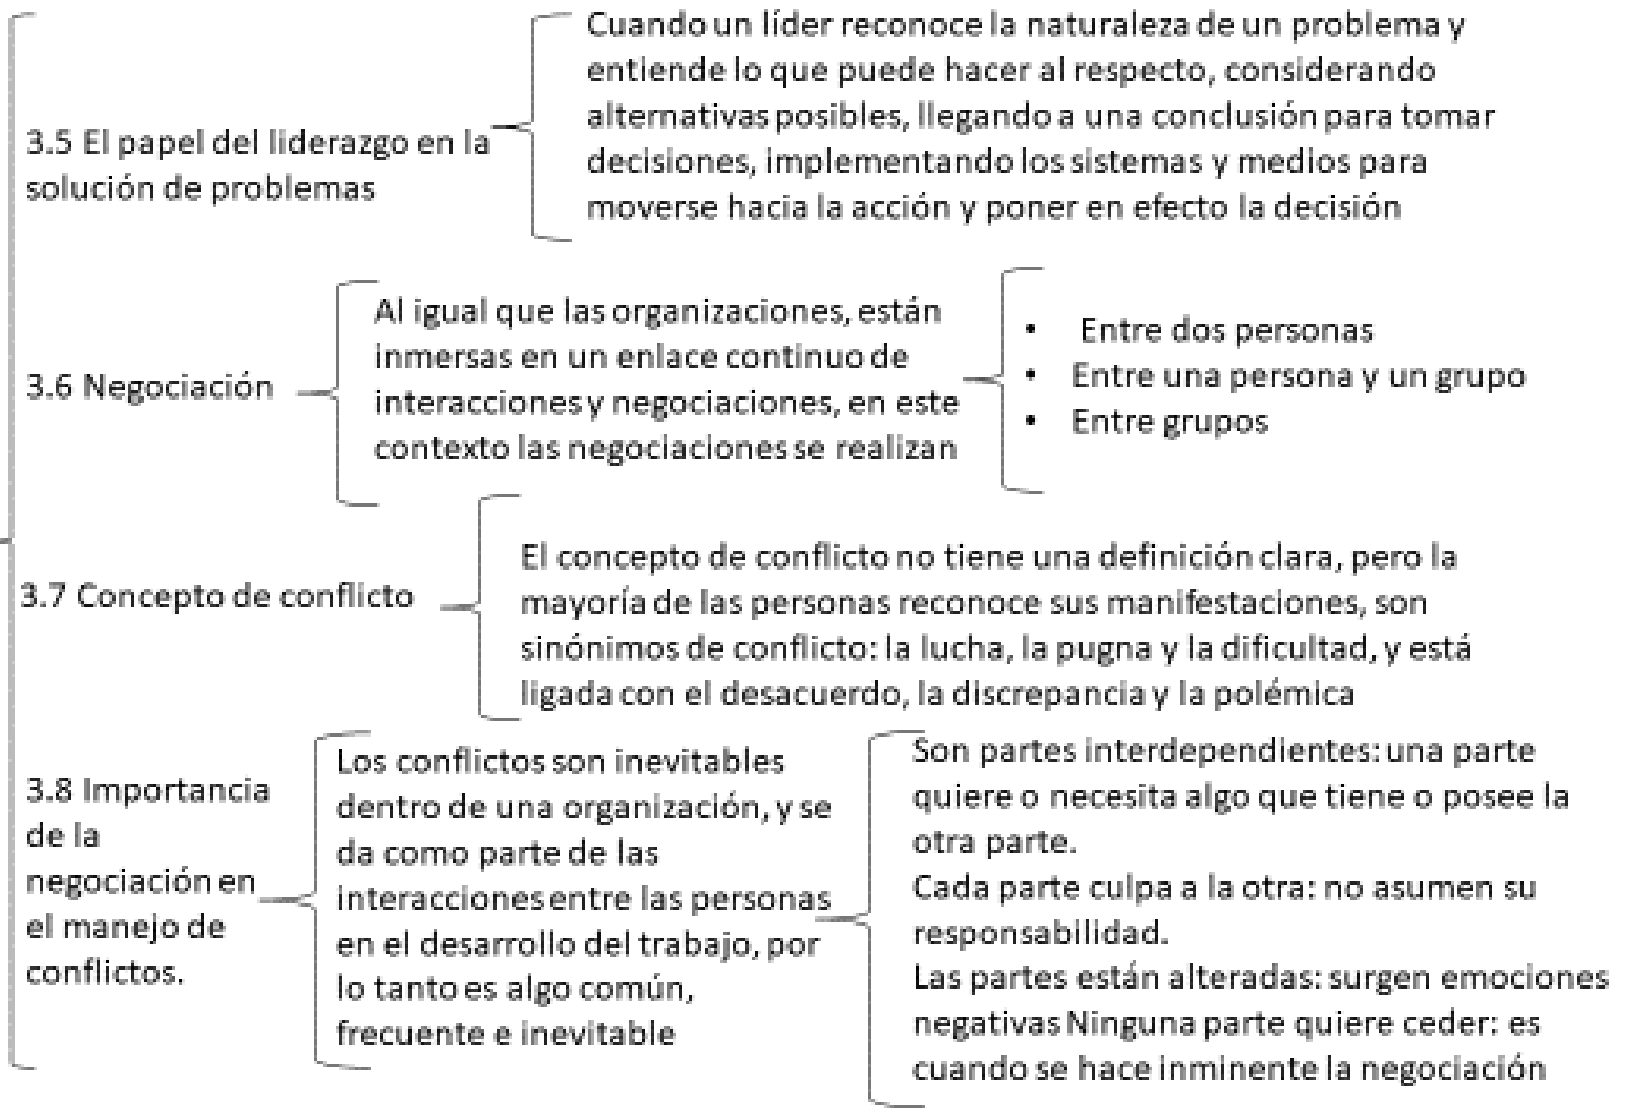 3.5 El papel del liderazgo en la
solución de problemas
Cuando un líder reconoce la naturaleza de un problema y
entiende lo que puede hacer al respecto, considerando
alternativas posibles, llegando a una conclusión para tomar
decisiones, implementando los sistemas y medios para
moverse hacia la acción y poner en efecto la decisión
3.6 Negociación
Al igual que las organizaciones, están
inmersas en un enlace continuo de
interacciones y negociaciones, en este
contexto las negociaciones se realizan
• Entre dos personas
• Entre una persona y un grupo
• Entre grupos
3.7 Concepto de conflicto
El concepto de conflicto no tiene una definición clara, pero la
mayoría de las personas reconoce sus manifestaciones, son
sinónimos de conflicto: la lucha, la pugna y la dificultad, y está
ligada con el desacuerdo, la discrepancia y la polémica
3.8 Importancia
de la
negociación en
el manejo de
conflictos.
Los conflictos son inevitables
dentro de una organización, y se
da como parte de las
interacciones entre las personas
en el desarrollo del trabajo, por
lo tanto es algo común,
frecuente e inevitable
Son partes interdependientes: una parte
quiere o necesita algo que tiene o posee la
otra parte.
Cada parte culpa a la otra: no asumen su
responsabilidad.
Las partes están alteradas: surgen emociones
negativas Ninguna parte quiere ceder: es
cuando se hace inminente la negociación